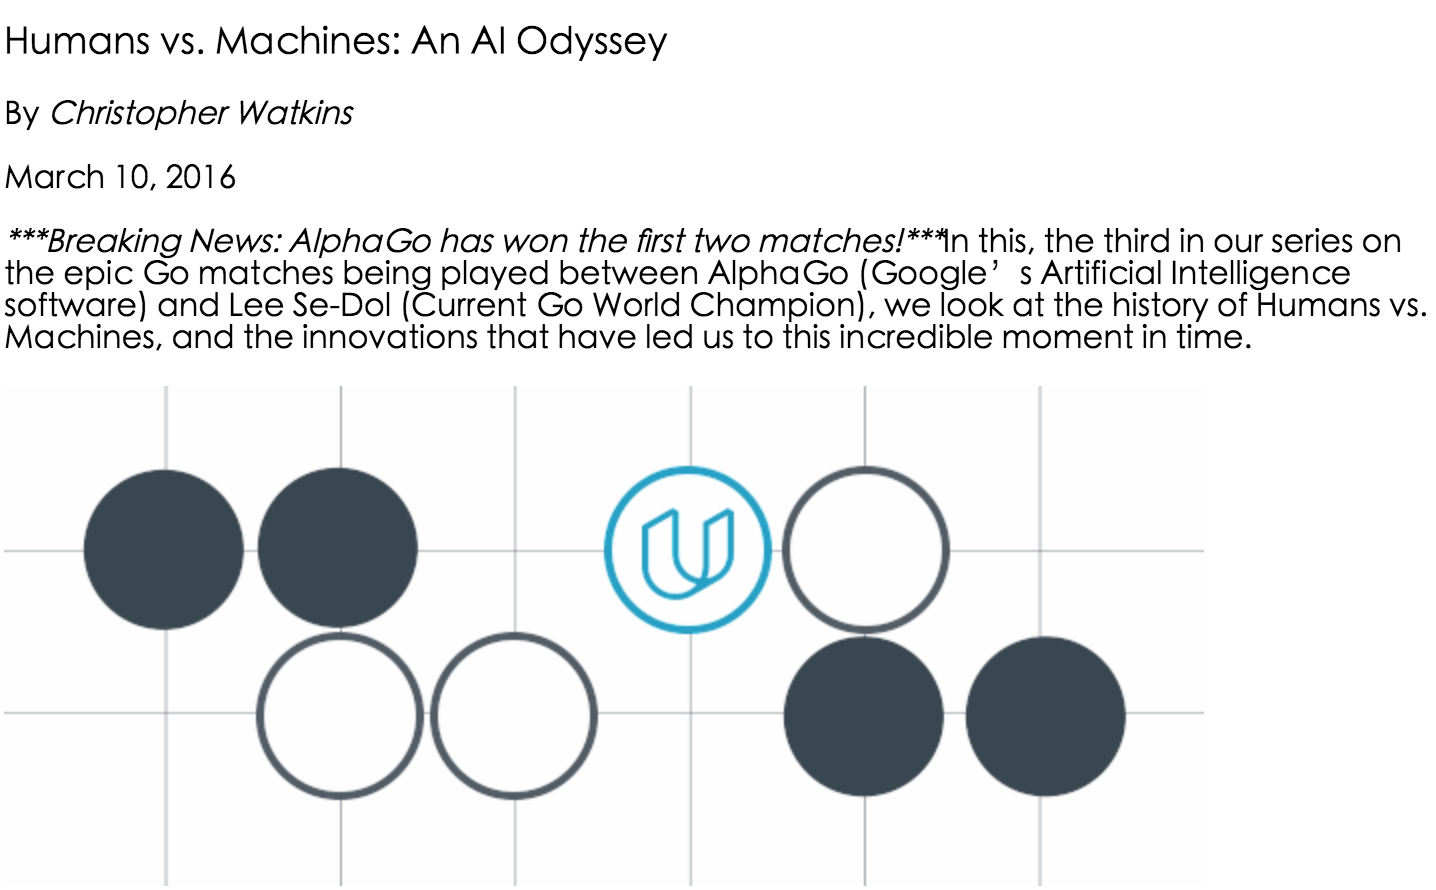 Humans vs. Machines: An AI Odyssey
By Christopher Watkins
March 10, 2016
***Breaking News: AlphaGo has won the first two matches!***In this, the third in our series on
the epic Go matches being played between AlphaGo (Google’ s Artificial Intelligence
software) and Lee Se-Dol (Current Go World Champion), we look at the history of Humans vs.
Machines, and the innovations that have led us to this incredible moment in time.